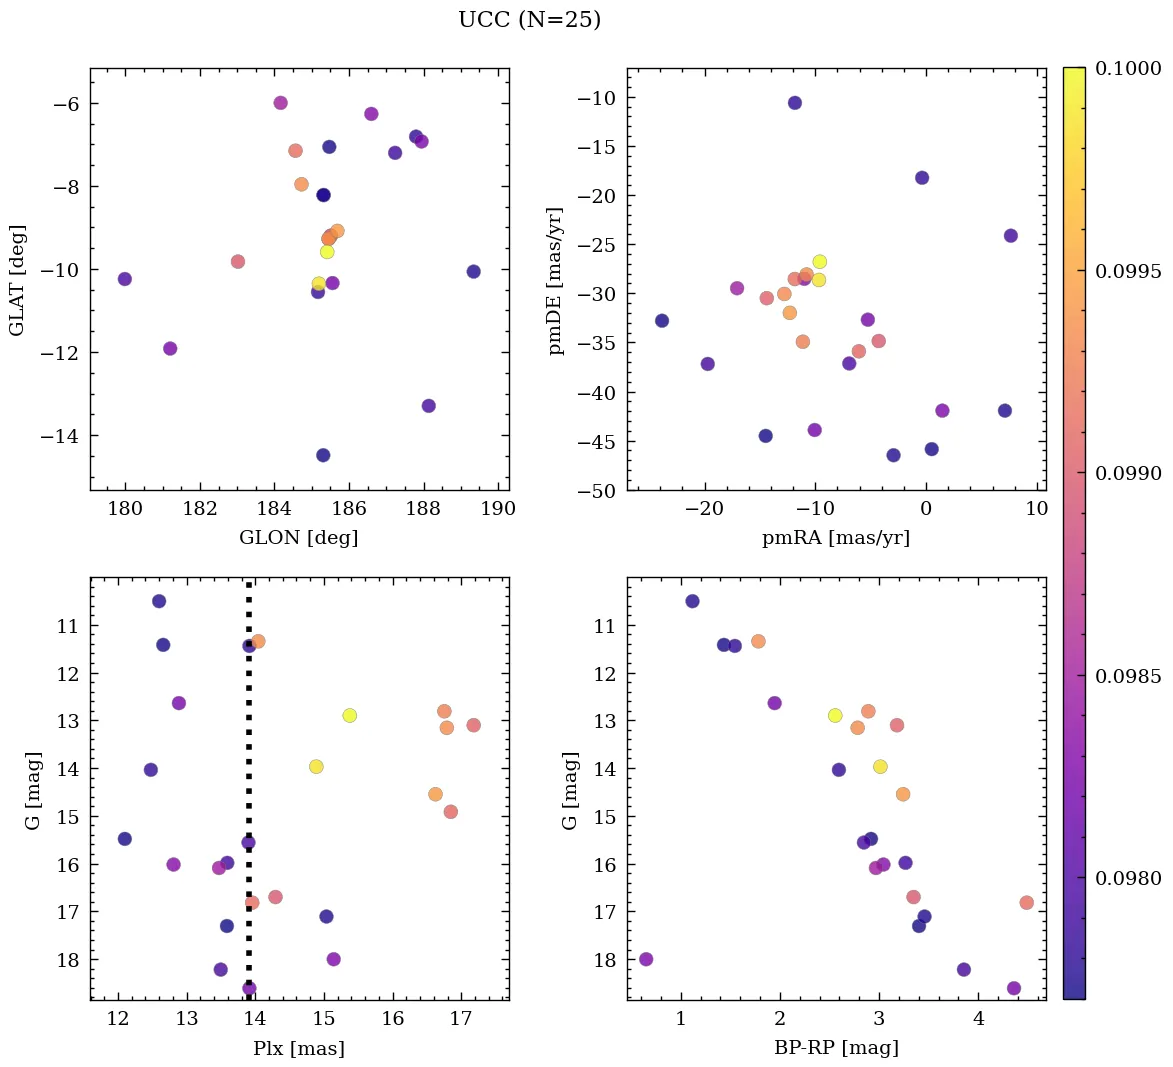 UCC (N=25)
−6
−8
−10
−12
−14
GLAT [deg]
180 182 184 186 188 190
GLON [deg]
−10
−15
−20
−25
−30
−35
−40
−45
−50
pmDE [mas/yr]
−20 −10 0 10
pmRA [mas/yr]
0.1000
0.0995
0.0990
0.0985
0.0980
11
12
13
14
15
16
17
18
G [mag]
12 13 14 15 16 17
Plx [mas]
11
12
13
14
15
16
17
18
G [mag]
1 2 3 4
BP-RP [mag]